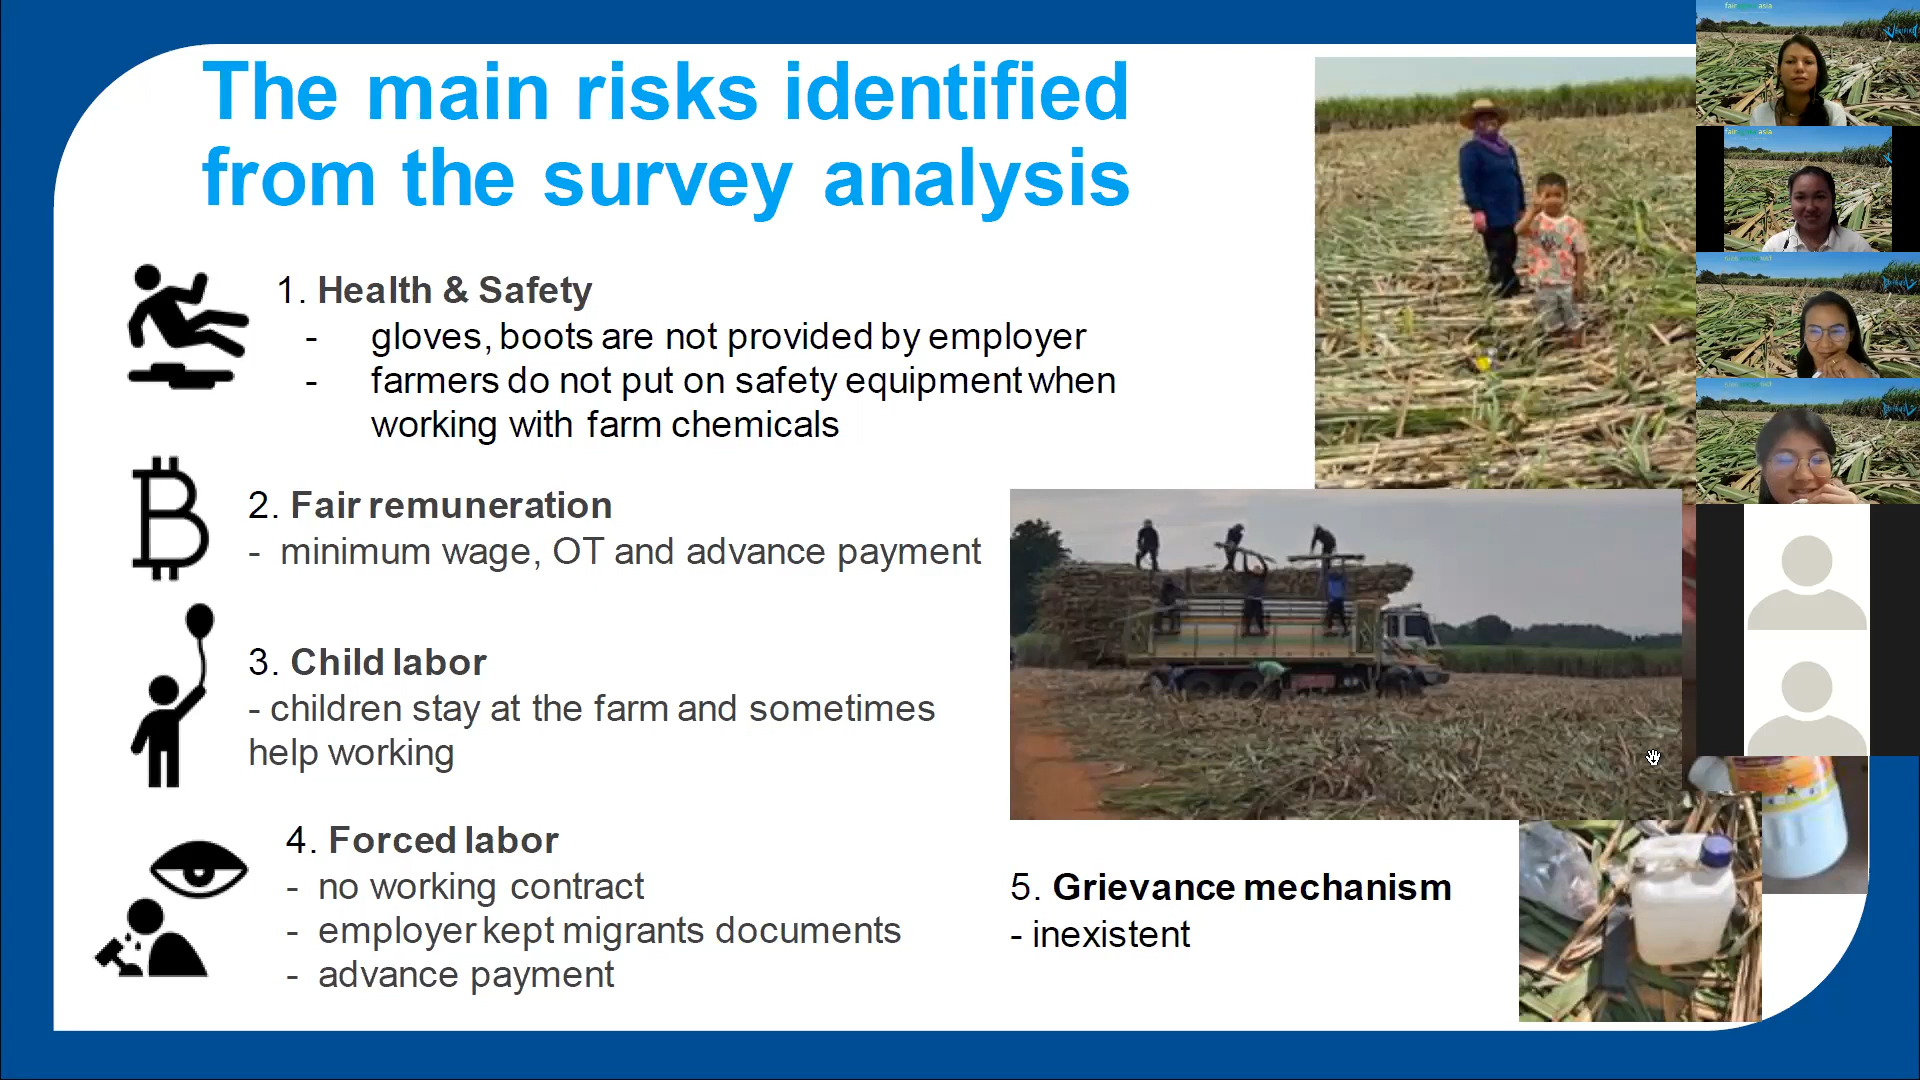 The main risks identified
from the survey analysis
1. Health & Safety
- gloves, boots are not provided by employer
- farmers do not put on safety equipment when
working with farm chemicals
2. Fair remuneration
- minimum wage, OT and advance payment
3. Child labor
- children stay at the farm and sometimes
help working
4. Forced labor
- no working contract
- employer kept migrants documents
- advance payment
5. Grievance mechanism
- inexistent